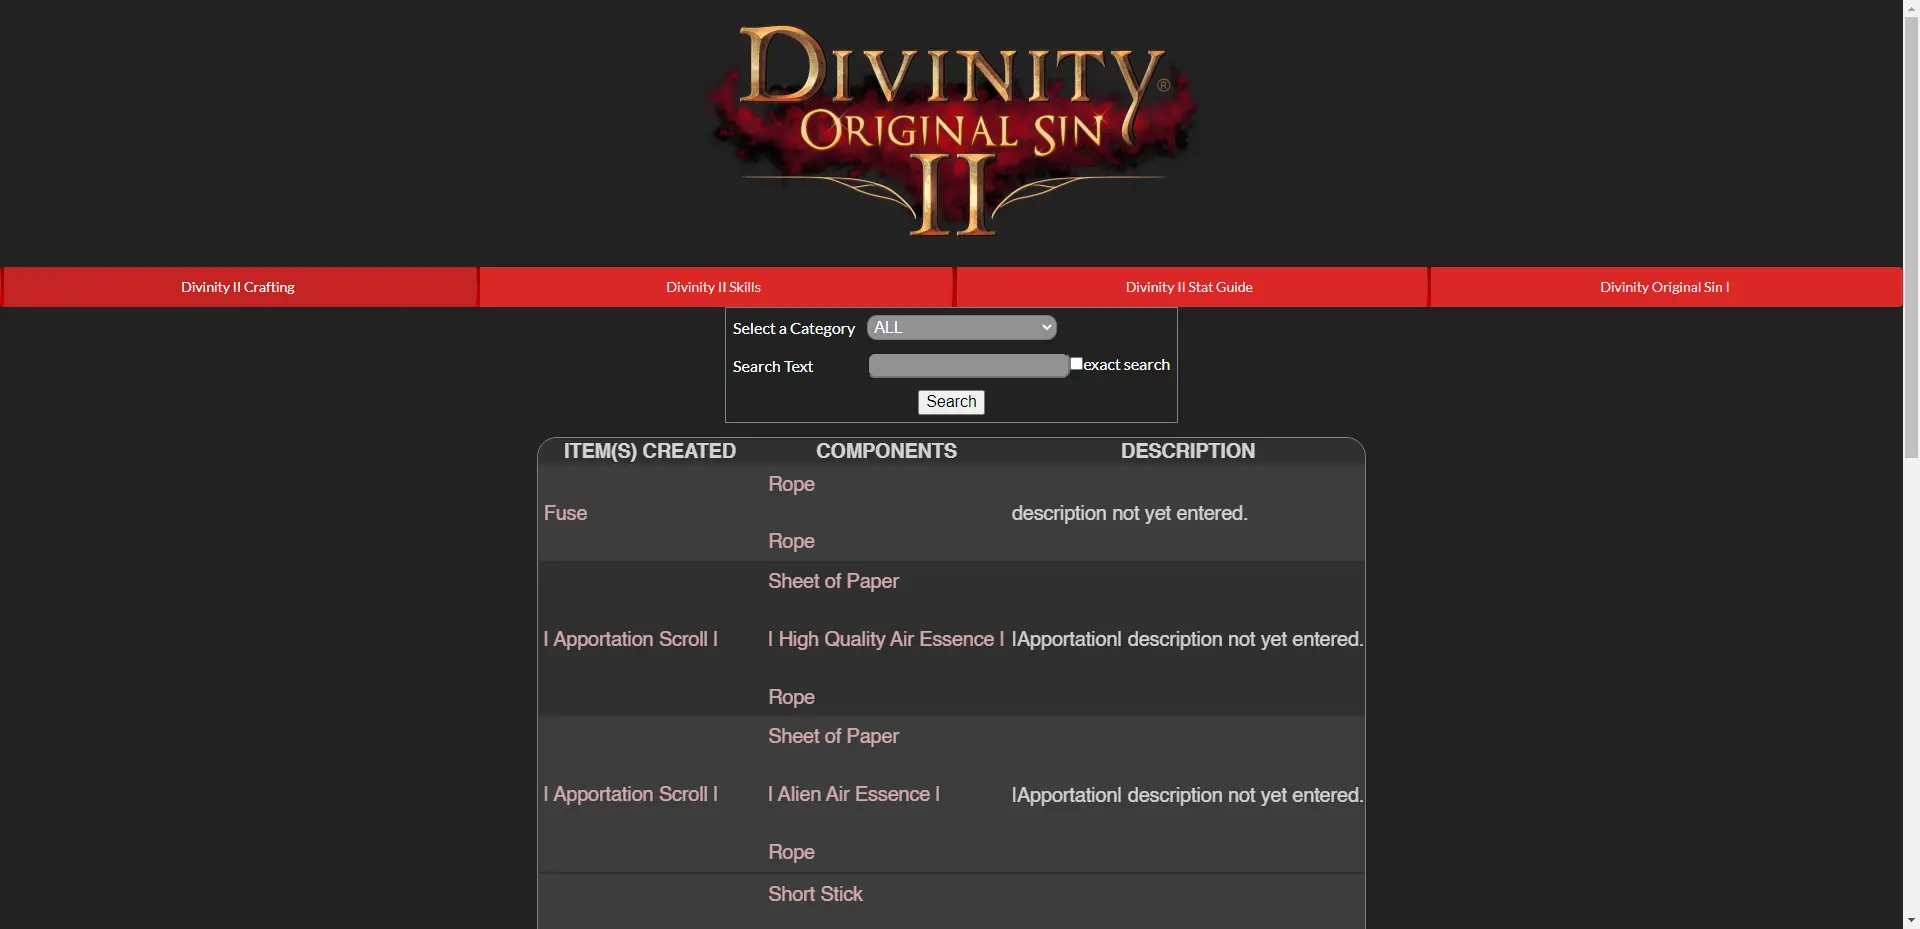 DIVINITY®
ORIGINAL SIN
II
Divinity II Crafting
Divinity II Skills
Divinity II Stat Guide
Divinity Original Sin I
Select a Category ALL
Search Text exact search
Search
ITEM(S) CREATED COMPONENTS DESCRIPTION
Rope
Fuse description not yet entered.
Rope
Sheet of Paper
| Apportation Scroll | | High Quality Air Essence | |Apportation| description not yet entered.
Rope
Sheet of Paper
| Apportation Scroll | | Alien Air Essence | |Apportation| description not yet entered.
Rope
Short Stick